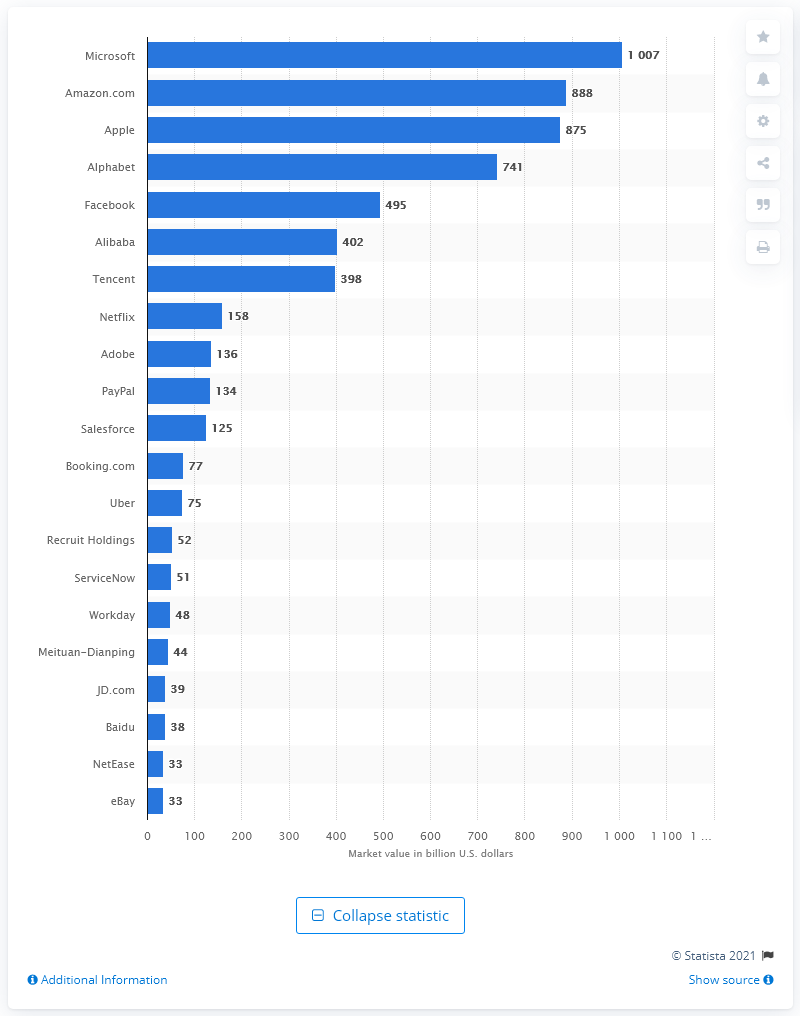 Microsoft 1 007
Amazon.com 888
Apple 875
Alphabet 741
Facebook 495
Alibaba 402
Tencent 398
Netflix 158
Adobe 136
PayPal 134
Salesforce 125
Booking.com 77
Uber 75
Recruit Holdings 52
ServiceNow 51
Workday 48
Meituan-Dianping 44
JD.com 39
Baidu 38
NetEase 33
eBay 33
0 100 200 300 400 500 600 700 800 900 1 000 1 100 1 ...
Market value in billion U.S. dollars
Collapse statistic
© Statista 2021
Additional Information
Show source